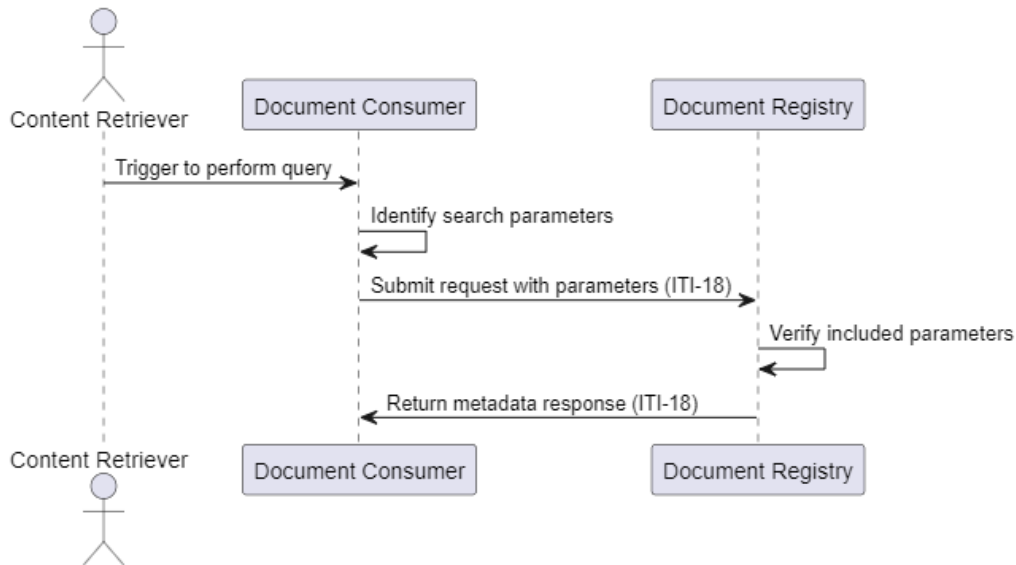 Content Retriever
Document Consumer
Document Registry
Trigger to perform query
Identify search parameters
Submit request with parameters (ITI-18)
Verify included parameters
Return metadata response (ITI-18)
Content Retriever
Document Consumer
Document Registry